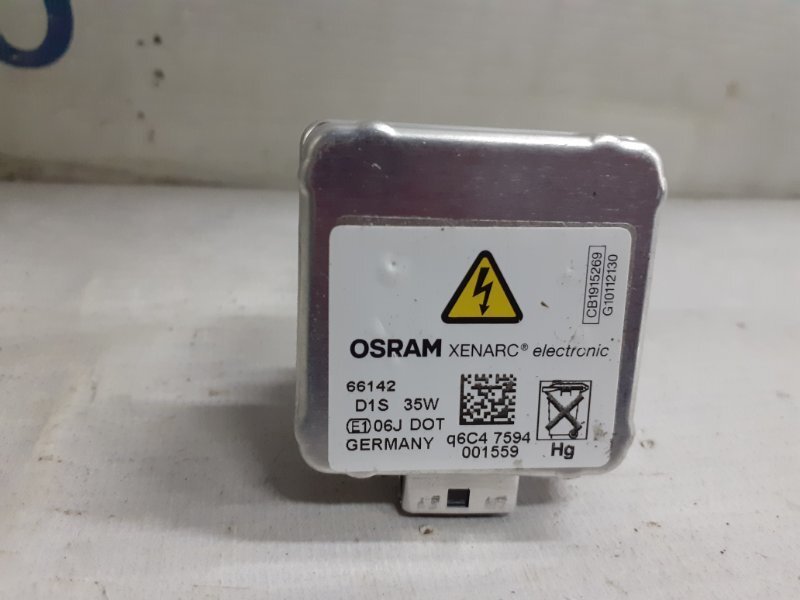 CB1915269
G10112130
OSRAM XENARC® electronic
66142
D1S 35W
E1 06J DOT
GERMANY
q6C4 7594
001559
Hg